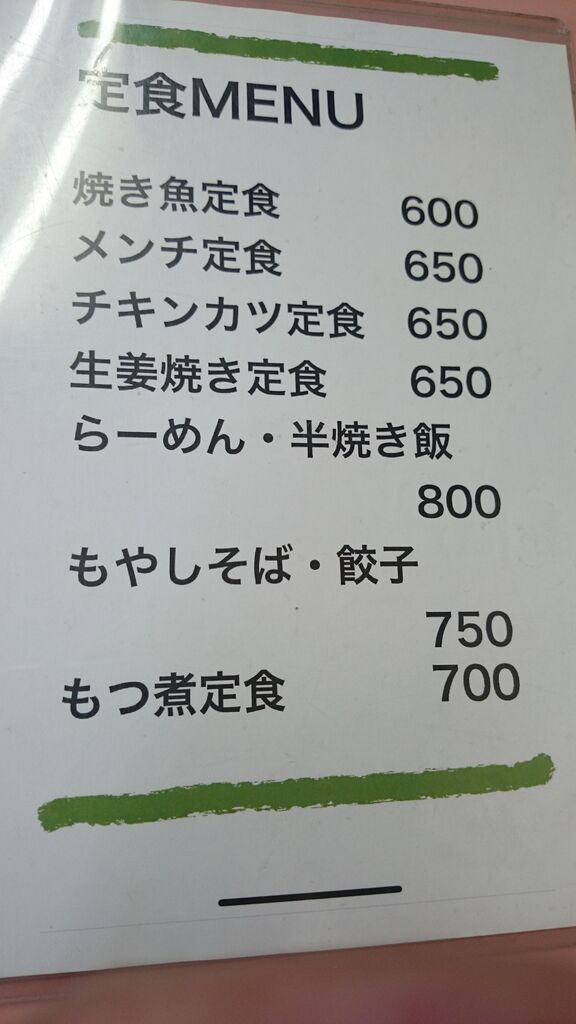 定食MENU
焼き魚定食 600
メンチ定食 650
チキンカツ定食 650
生姜焼き定食 650
らーめん・半焼き飯
800
もやしそば・餃子
750
もつ煮定食 700